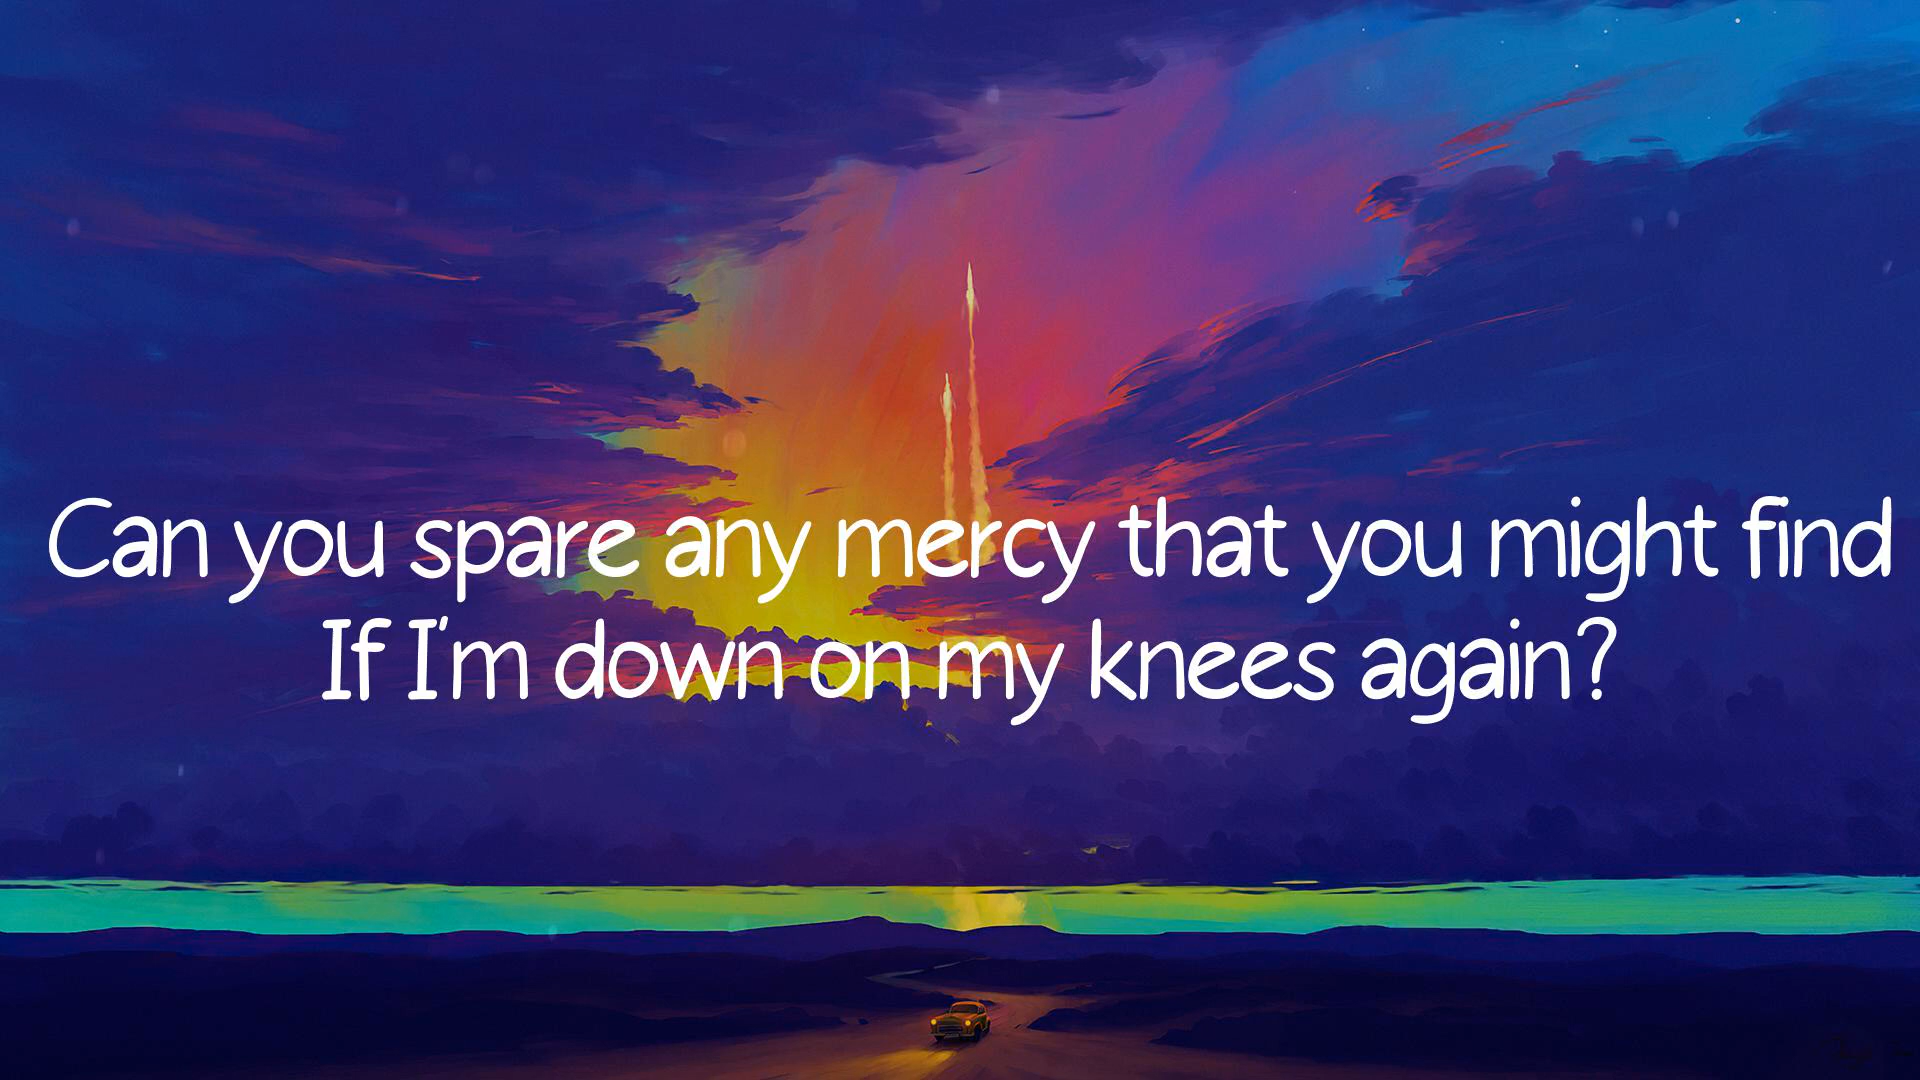 Can you spare any mercy that you might find
If I'm down on my knees again?